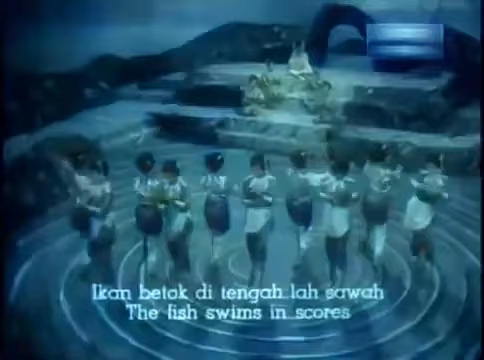 Ikan betok di tengah lah sawah
The fish swims in scores